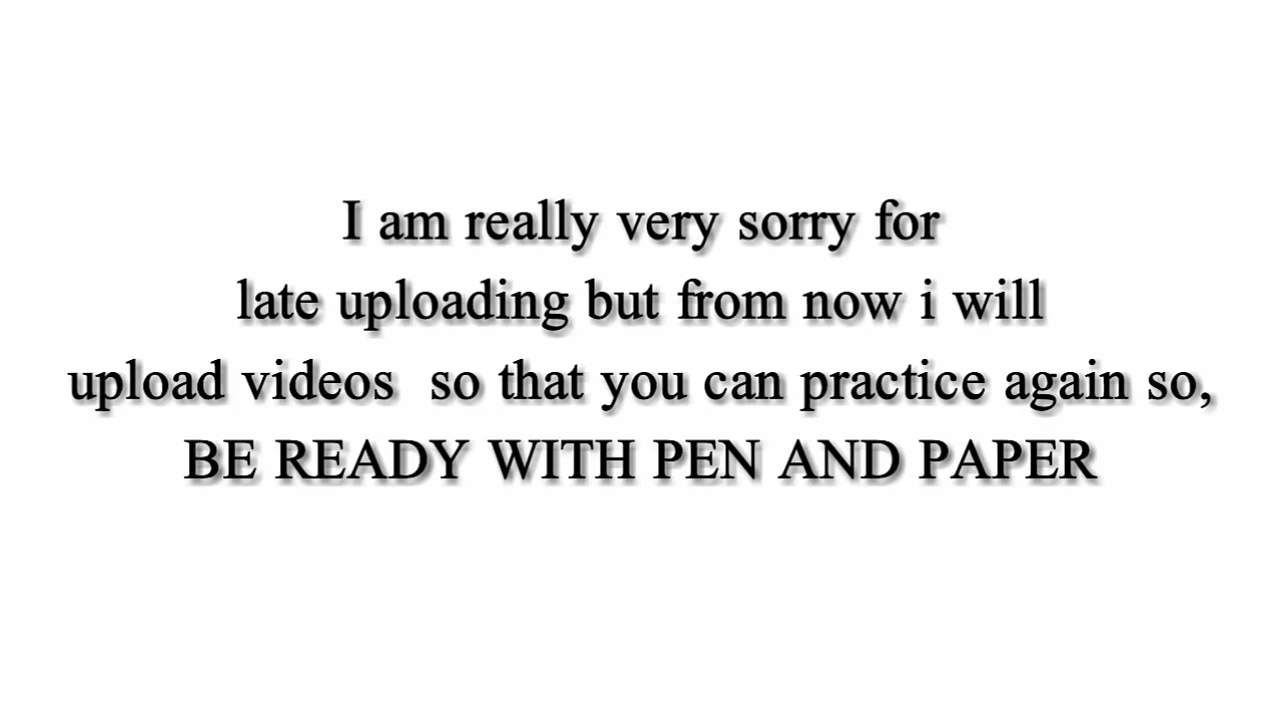 I am really very sorry for
late uploading but from now i will
upload videos  so that you can practice again so,
BE READY WITH PEN AND PAPER